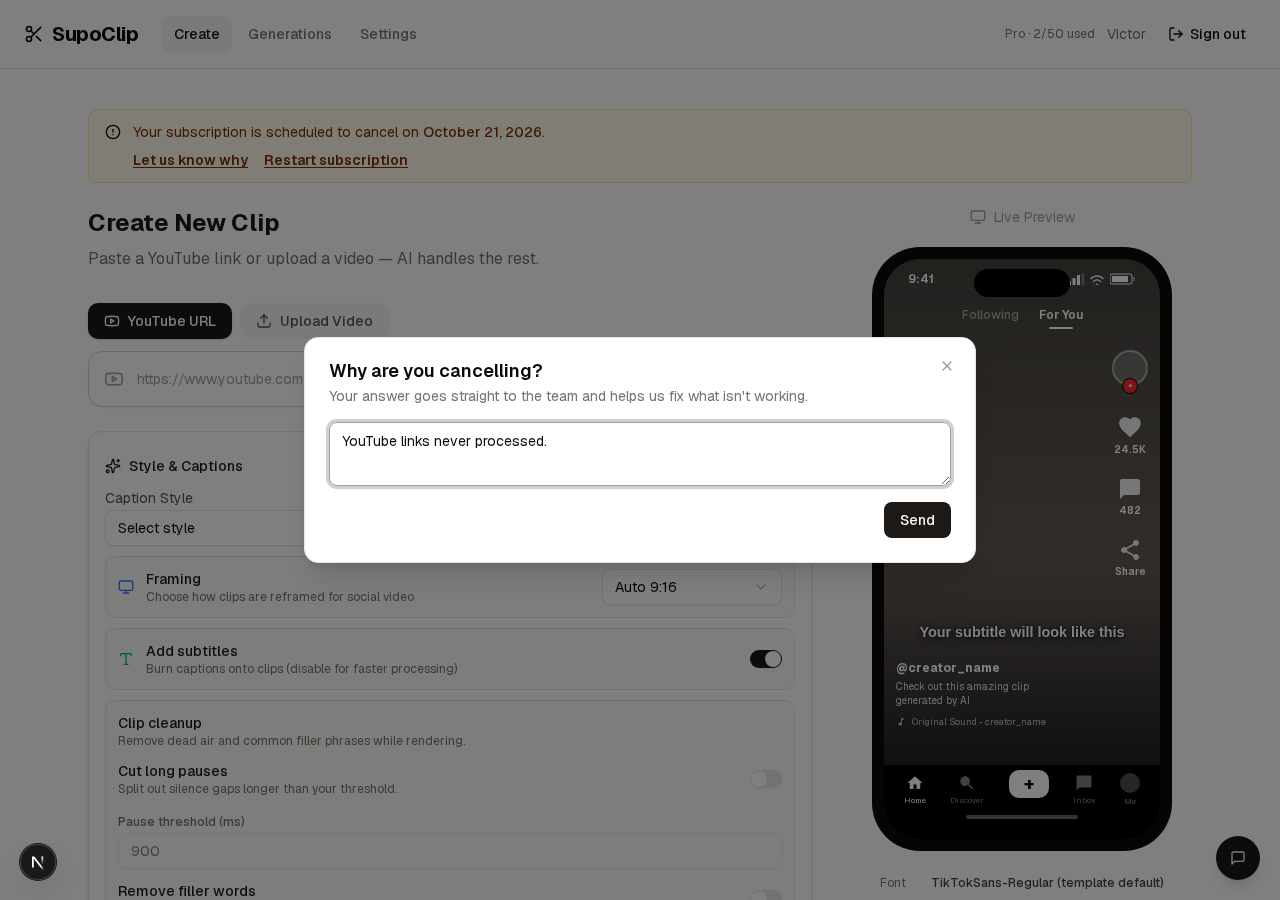 SupoClip
Create
Generations
Settings
Pro · 2/50 used
Victor
Sign out
Your subscription is scheduled to cancel on October 21, 2026.
Let us know why
Restart subscription
Create New Clip
Paste a YouTube link or upload a video — AI handles the rest.
YouTube URL
Upload Video
https://www.youtube.com
Why are you cancelling?
Your answer goes straight to the team and helps us fix what isn't working.
YouTube links never processed.
Send
Style & Captions
Caption Style
Select style
Framing
Choose how clips are reframed for social video
Auto 9:16
Add subtitles
Burn captions onto clips (disable for faster processing)
Clip cleanup
Remove dead air and common filler phrases while rendering.
Cut long pauses
Split out silence gaps longer than your threshold.
Pause threshold (ms)
900
Remove filler words
N
Live Preview
9:41
Following
For You
24.5K
482
Share
Your subtitle will look like this
@creator_name
Check out this amazing clip
generated by AI
Original Sound - creator_name
Home
Discover
Inbox
Me
Font
TikTokSans-Regular (template default)